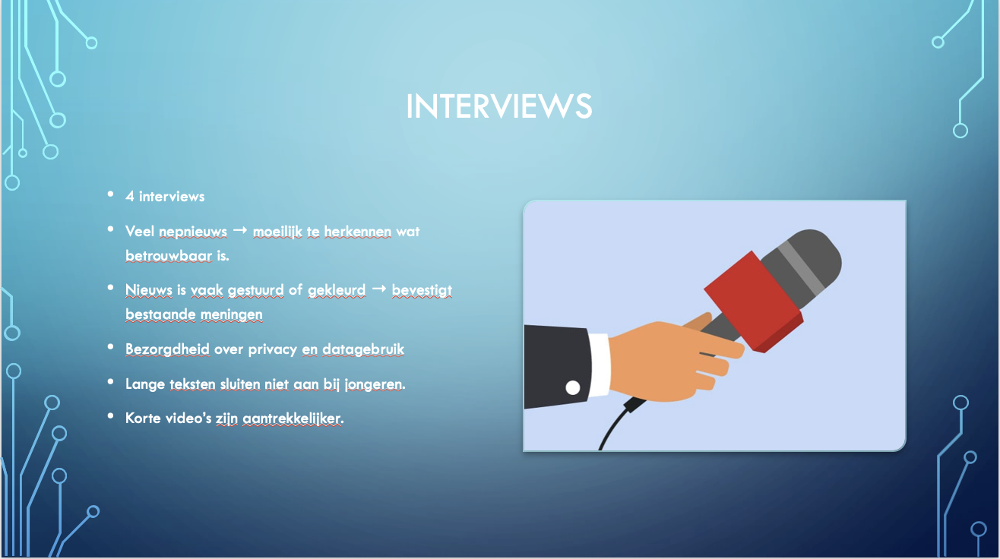 INTERVIEWS
• 4 interviews
• Veel nepnieuws → moeilijk te herkennen wat
betrouwbaar is.
• Nieuws is vaak gestuurd of gekleurd → bevestigt
bestaande meningen
• Bezorgdheid over privacy en datagebruik
• Lange teksten sluiten niet aan bij jongeren.
• Korte video’s zijn aantrekkelijker.